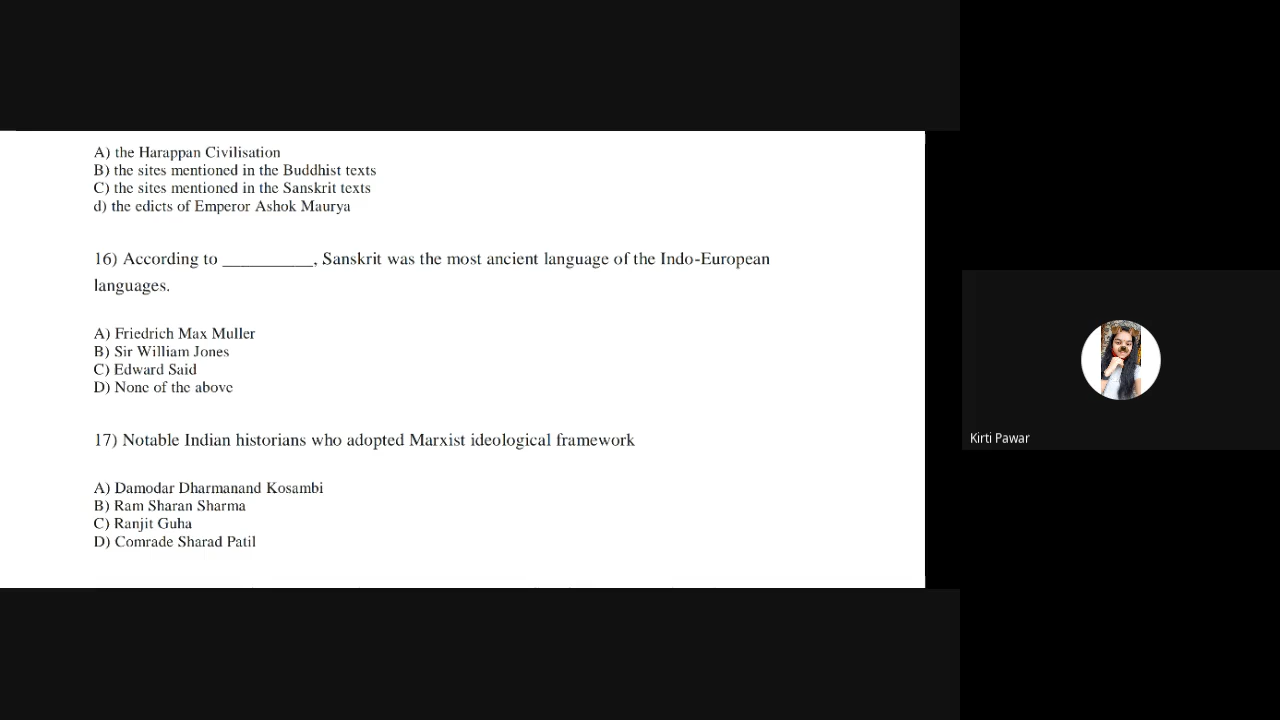 A) the Harappan Civilisation
B) the sites mentioned in the Buddhist texts
C) the sites mentioned in the Sanskrit texts
d) the edicts of Emperor Ashok Maurya
16) According to __________, Sanskrit was the most ancient language of the Indo-European
languages.
A) Friedrich Max Muller
B) Sir William Jones
C) Edward Said
D) None of the above
17) Notable Indian historians who adopted Marxist ideological framework
A) Damodar Dharmanand Kosambi
B) Ram Sharan Sharma
C) Ranjit Guha
D) Comrade Sharad Patil
Kirti Pawar